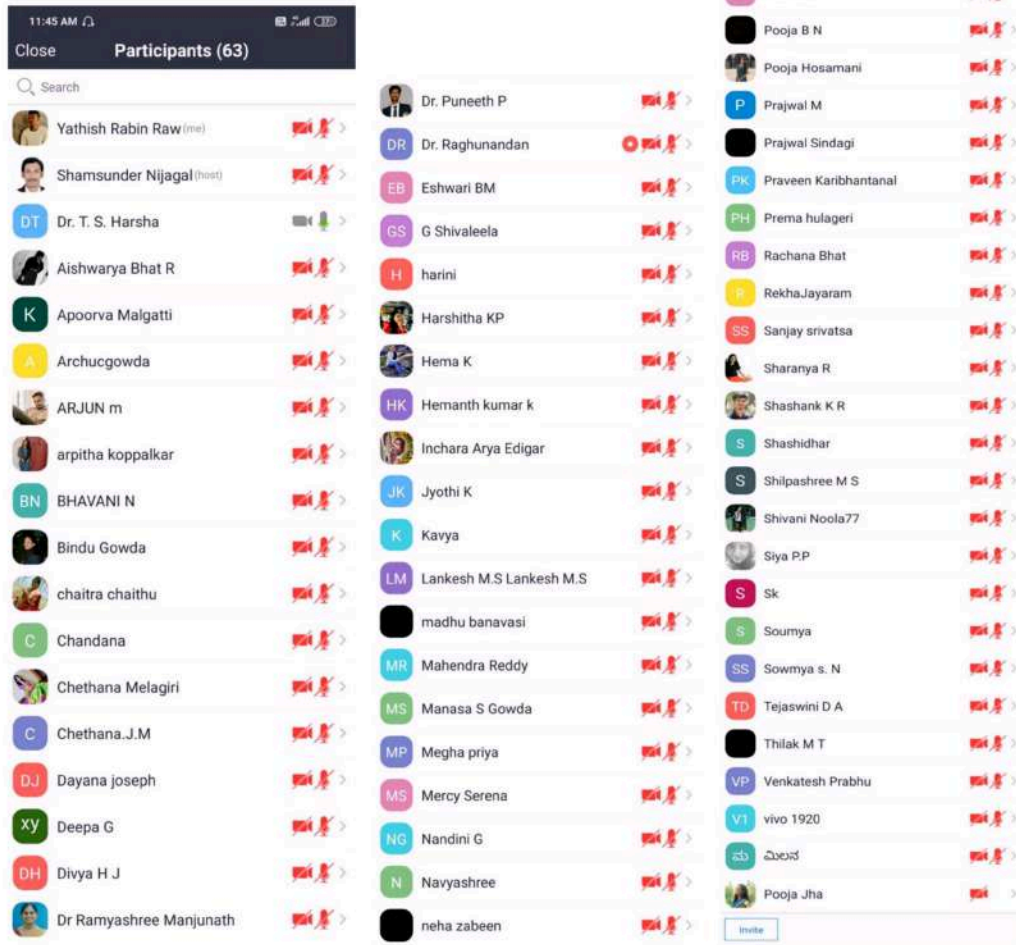 11:45 AM
Close Participants (63)
Search
Yathish Rabin Raw (me)
Shamsunder Nijagal (host)
DT Dr. T. S. Harsha
Aishwarya Bhat R
K Apoorva Malgatti
A Archucgowda
ARJUN m
arpitha koppalkar
BN BHAVANI N
Bindu Gowda
chaitra chaithu
C Chandana
Chethana Melagiri
C Chethana.J.M
DJ Dayana joseph
xy Deepa G
DH Divya H J
Dr Ramyashree Manjunath
Dr. Puneeth P
DR Dr. Raghunandan
EB Eshwari BM
GS G Shivaleela
H harini
Harshitha KP
Hema K
HK Hemanth kumar k
Inchara Arya Edigar
JK Jyothi K
K Kavya
LM Lankesh M.S Lankesh M.S
madhu banavasi
MR Mahendra Reddy
MS Manasa S Gowda
MP Megha priya
MS Mercy Serena
NG Nandini G
N Navyashree
neha zabeen
Pooja B N
Pooja Hosamani
P Prajwal M
Prajwal Sindagi
PK Praveen Karibhantanal
PH Prema hulageri
RB Rachana Bhat
R RekhaJayaram
SS Sanjay srivatsa
Sharanya R
Shashank K R
S Shashidhar
S Shilpashree M S
Shivani Noola77
Siya P.P
S Sk
S Soumya
SS Sowmya s. N
TD Tejaswini D A
Thilak M T
VP Venkatesh Prabhu
V1 vivo 1920
ಮ ಮಿಲನ
Pooja Jha
Invite